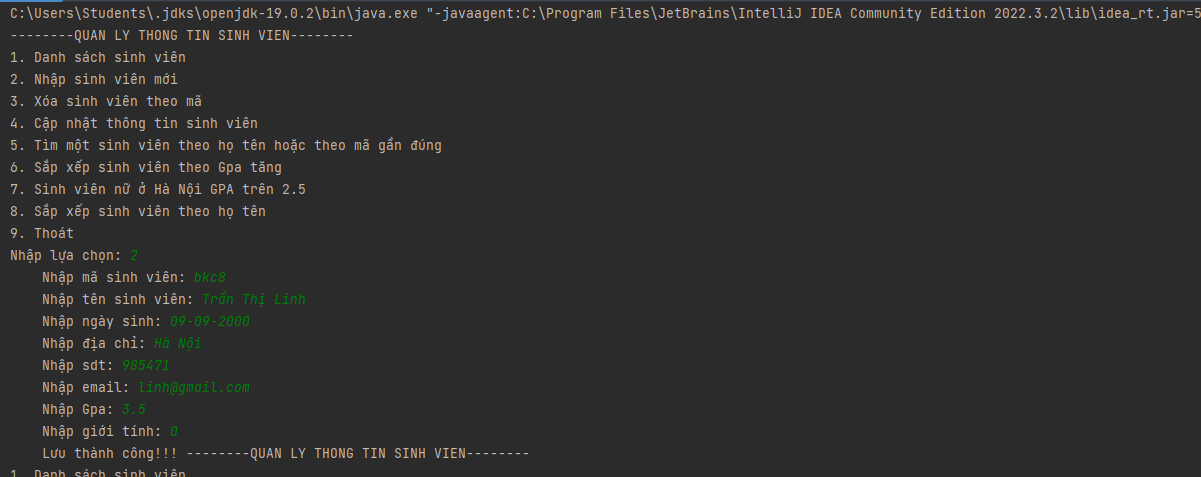 C:\Users\Students\.jdks\openjdk-19.0.2\bin\java.exe "-javaagent:C:\Program Files\JetBrains\IntelliJ IDEA Community Edition 2022.3.2\lib\idea_rt.jar=5
--------QUAN LY THONG TIN SINH VIEN--------
1. Danh sách sinh viên
2. Nhập sinh viên mới
3. Xóa sinh viên theo mã
4. Cập nhật thông tin sinh viên
5. Tìm một sinh viên theo họ tên hoặc theo mã gần đúng
6. Sắp xếp sinh viên theo Gpa tăng
7. Sinh viên nữ ở Hà Nội GPA trên 2.5
8. Sắp xếp sinh viên theo họ tên
9. Thoát
Nhập lựa chọn: 2
Nhập mã sinh viên: bkc8
Nhập tên sinh viên: Trần Thị Linh
Nhập ngày sinh: 09-09-2000
Nhập địa chỉ: Hà Nội
Nhập sdt: 985471
Nhập email: linh@gmail.com
Nhập Gpa: 3.5
Nhập giới tính: 0
Lưu thành công!!! --------QUAN LY THONG TIN SINH VIEN--------
1. Danh sách sinh viên